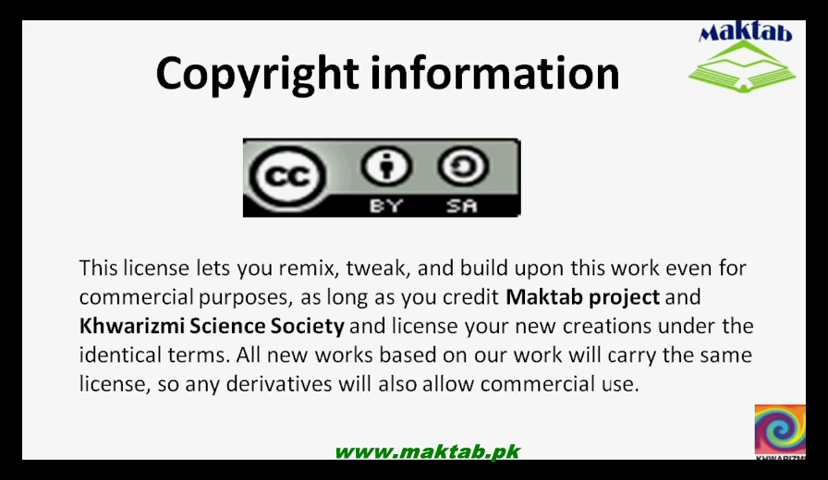 Maktab
Copyright information
cc
BY SA
This license lets you remix, tweak, and build upon this work even for
commercial purposes, as long as you credit Maktab project and
Khwarizmi Science Society and license your new creations under the
identical terms. All new works based on our work will carry the same
license, so any derivatives will also allow commercial use.
KHWARIZMI
www.maktab.pk